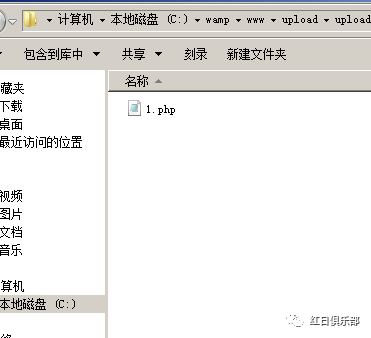 ▸ 计算机 ▸ 本地磁盘 (C:) ▸ wamp ▸ www ▸ upload ▸ upload
包含到库中 共享 刻录 新建文件夹
名称
1.php
藏夹
下载
桌面
最近访问的位置
视频
图片
文档
音乐
算机
本地磁盘 (C:)
红日俱乐部